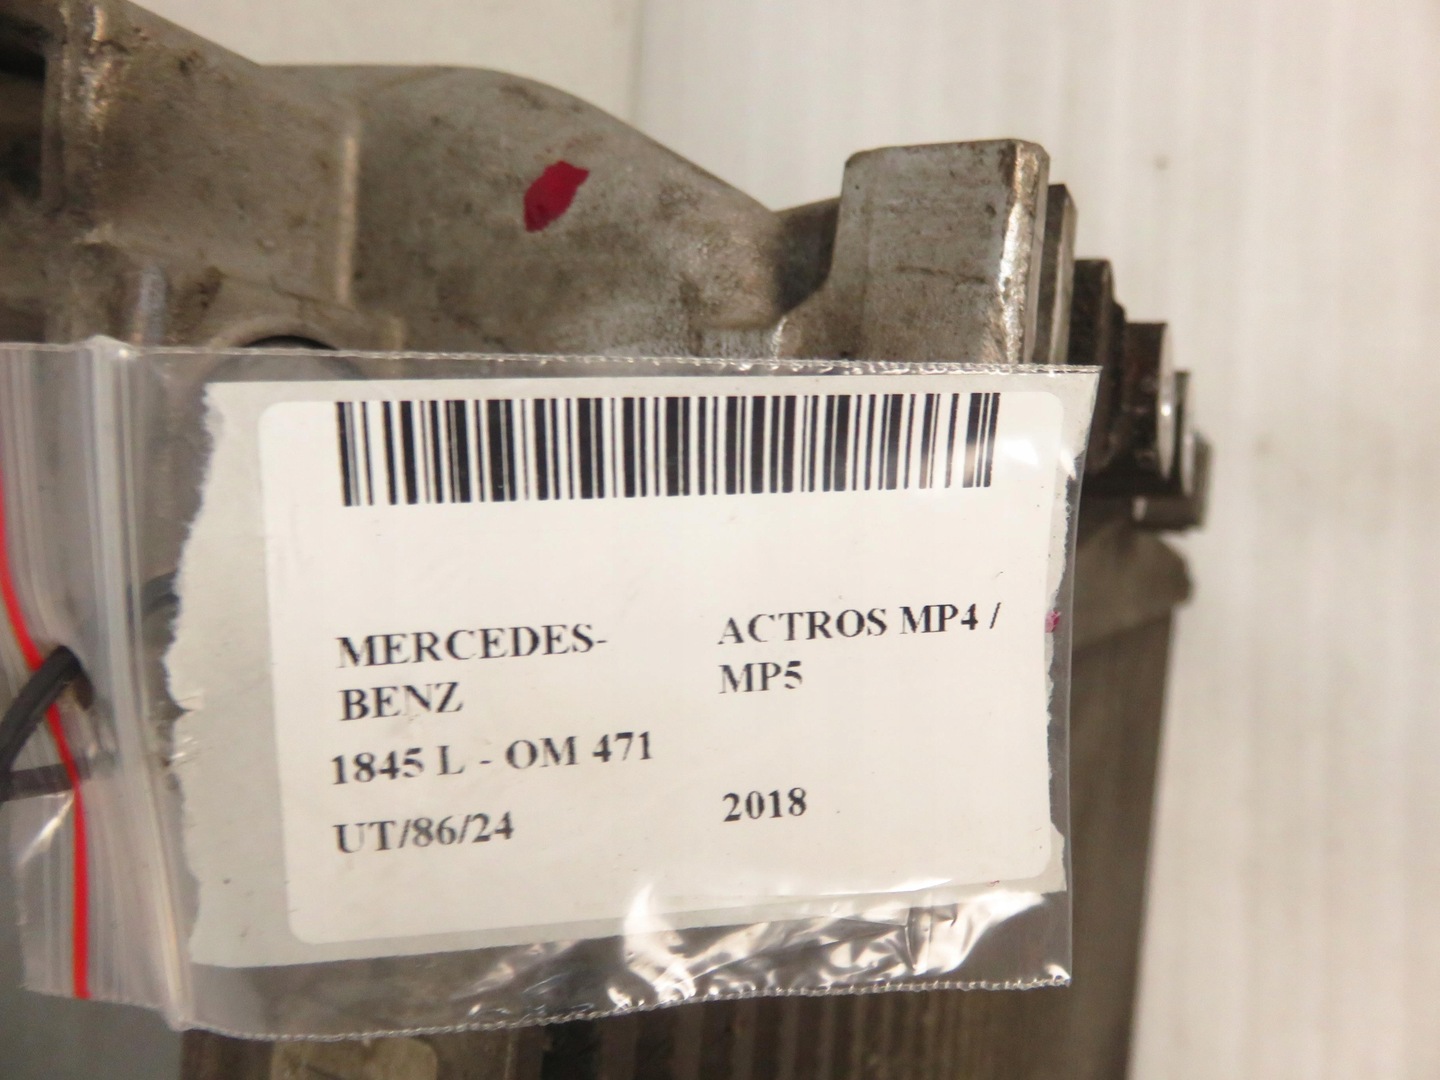 MERCEDES-
BENZ
ACTROS MP4 /
MP5
1845 L - OM 471
UT/86/24
2018